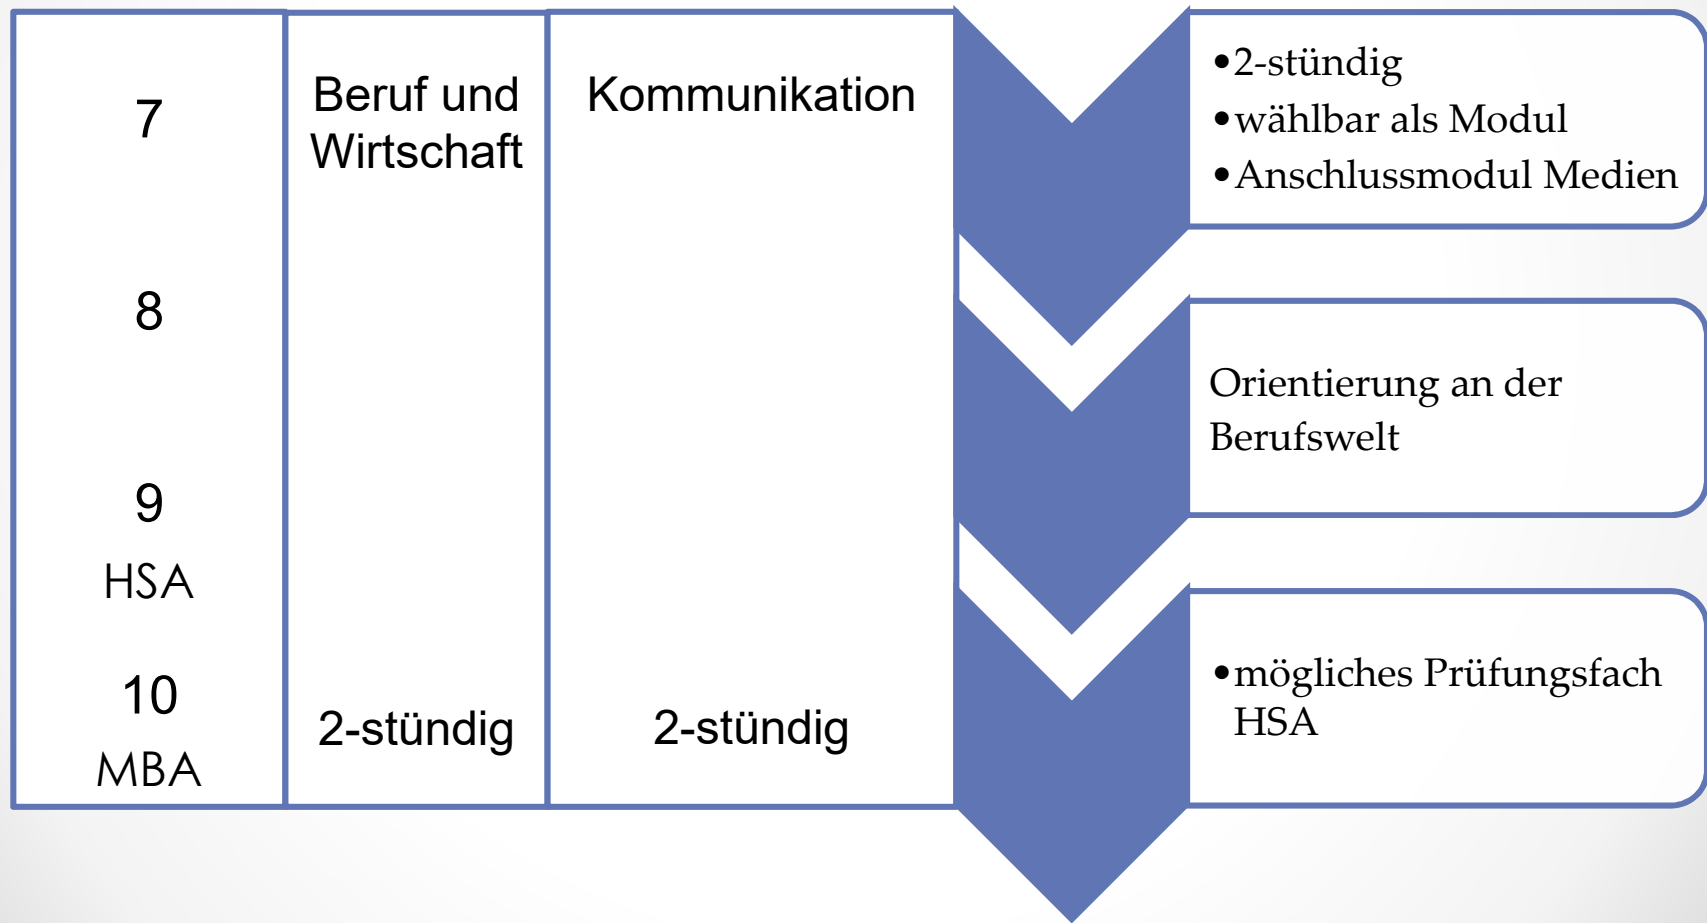 7
8
9
HSA
10
MBA
Beruf und
Wirtschaft
2-stündig
Kommunikation
2-stündig
•2-stündig
•wählbar als Modul
•Anschlussmodul Medien
Orientierung an der
Berufswelt
•mögliches Prüfungsfach
HSA